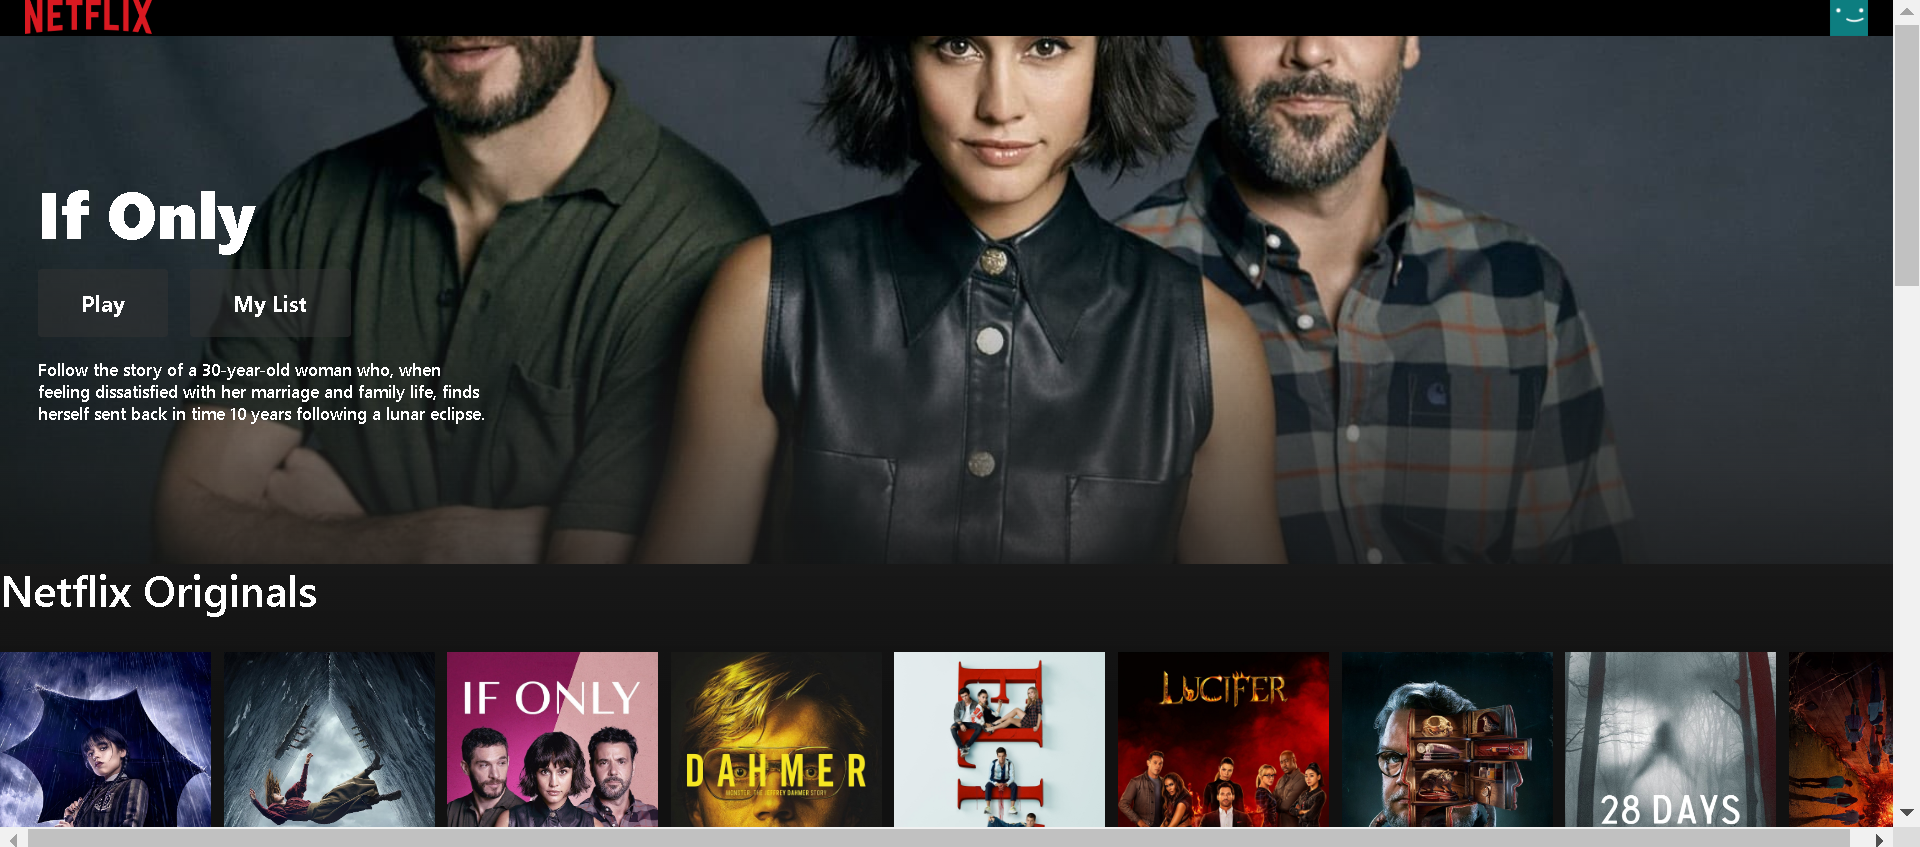 NETFLIX
If Only
Play
My List
Follow the story of a 30-year-old woman who, when
feeling dissatisfied with her marriage and family life, finds
herself sent back in time 10 years following a lunar eclipse.
Netflix Originals
IF ONLY
DAHMER
MONSTER: THE JEFFREY DAHMER STORY
LUCIFER
28 DAYS